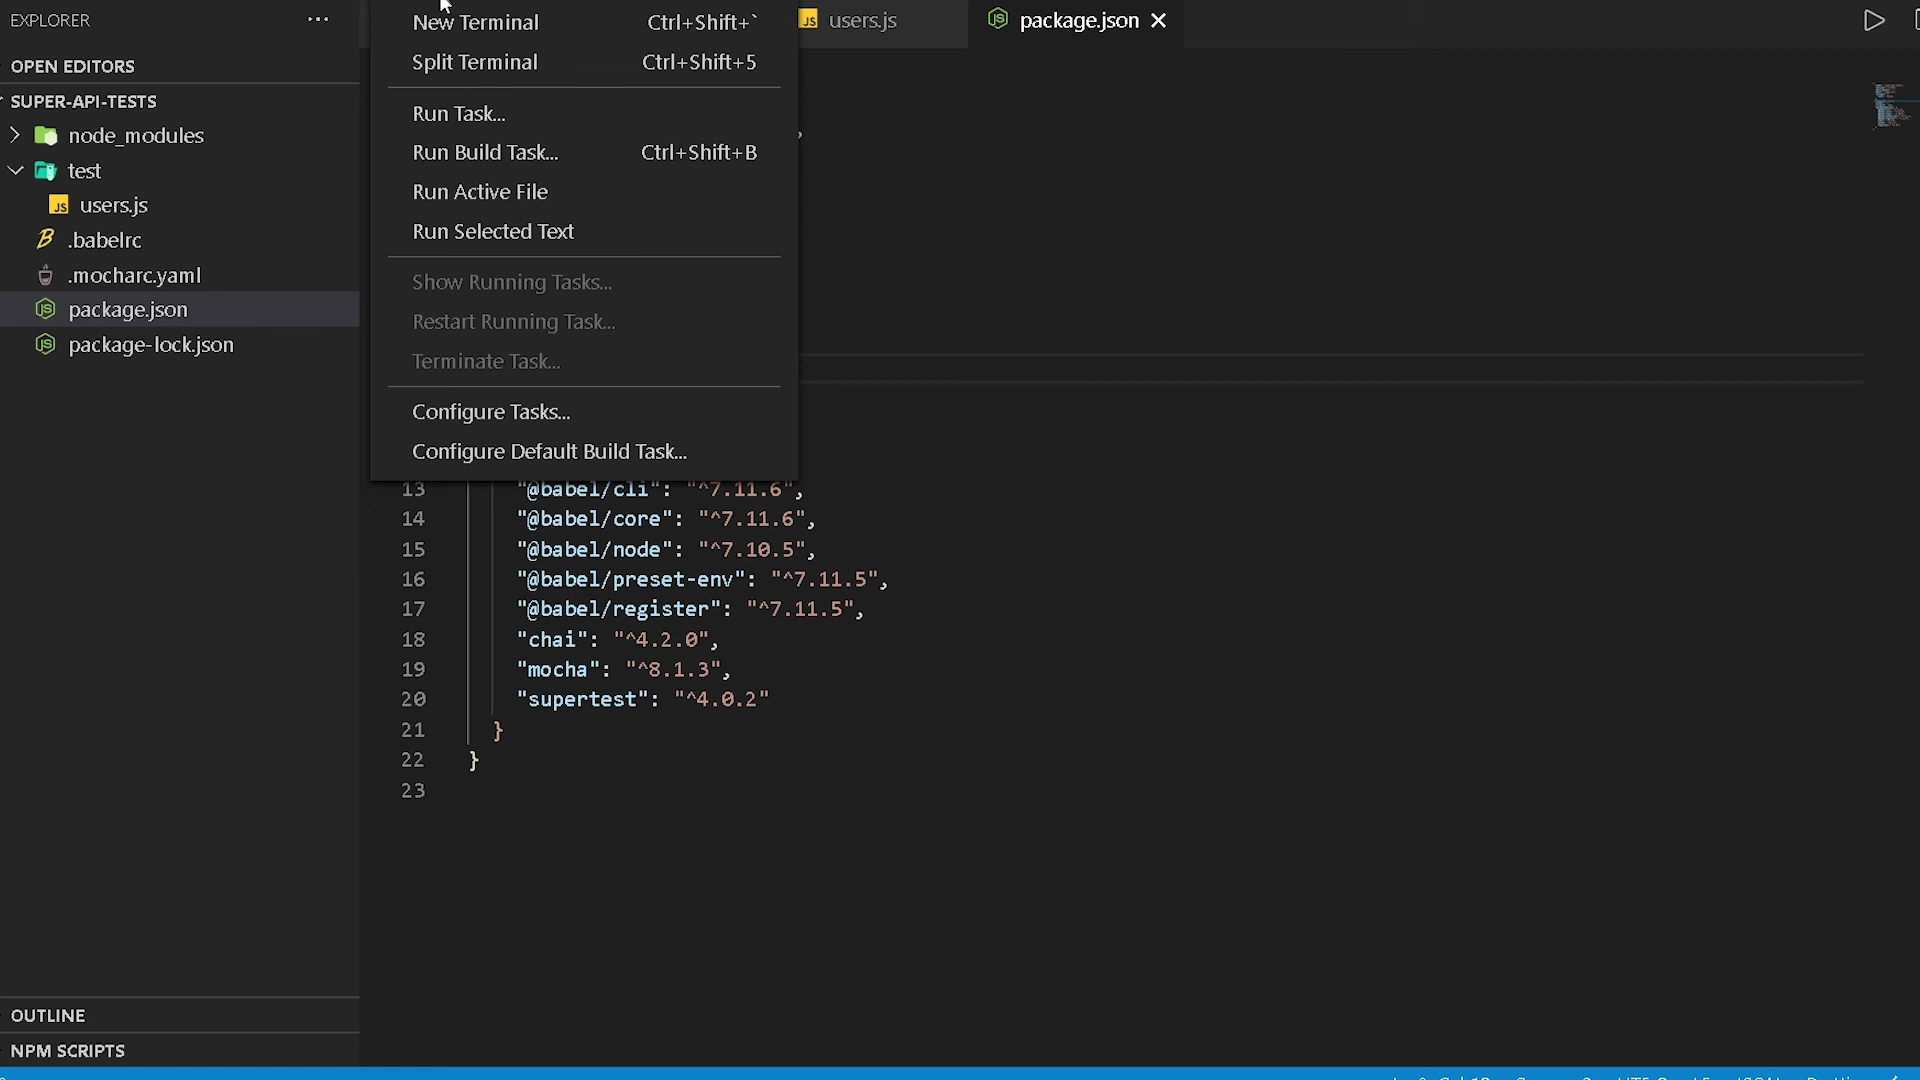 EXPLORER
OPEN EDITORS
SUPER-API-TESTS
node_modules
test
users.js
.babelrc
.mocharc.yaml
package.json
package-lock.json
OUTLINE
NPM SCRIPTS
New Terminal Ctrl+Shift+`
Split Terminal Ctrl+Shift+5
Run Task...
Run Build Task... Ctrl+Shift+B
Run Active File
Run Selected Text
Show Running Tasks...
Restart Running Task...
Terminate Task...
Configure Tasks...
Configure Default Build Task...
users.js
package.json
13 "@babel/cli": "^7.11.6",
14 "@babel/core": "^7.11.6",
15 "@babel/node": "^7.10.5",
16 "@babel/preset-env": "^7.11.5",
17 "@babel/register": "^7.11.5",
18 "chai": "^4.2.0",
19 "mocha": "^8.1.3",
20 "supertest": "^4.0.2"
21 }
22 }
23